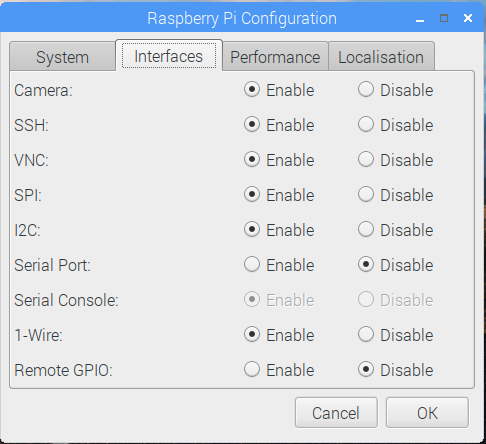 Raspberry Pi Configuration
System Interfaces Performance Localisation
Camera: Enable Disable
SSH: Enable Disable
VNC: Enable Disable
SPI: Enable Disable
I2C: Enable Disable
Serial Port: Enable Disable
Serial Console: Enable Disable
1-Wire: Enable Disable
Remote GPIO: Enable Disable
Cancel OK